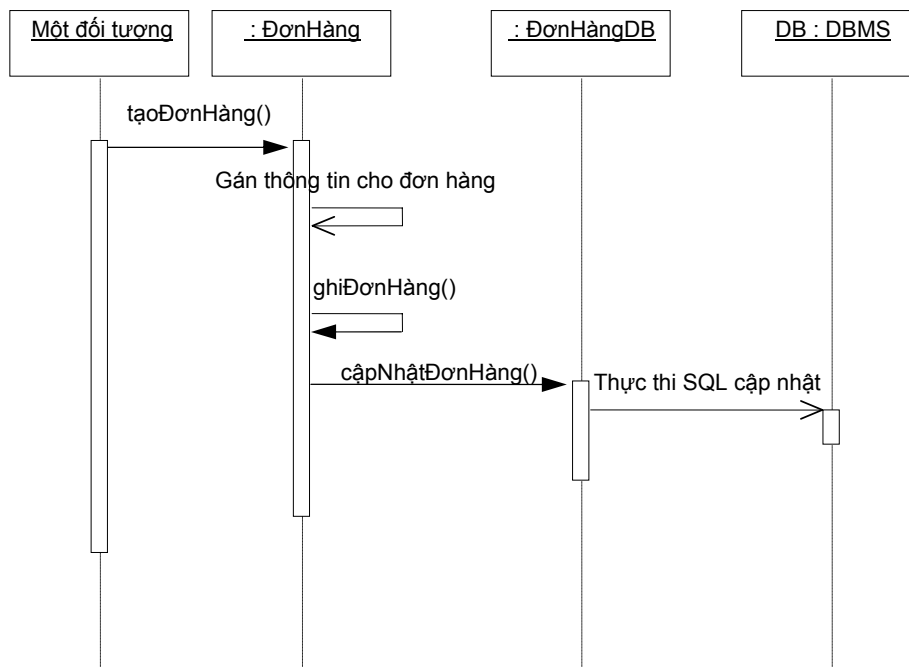 Một đối tượng
: ĐơnHàng
: ĐơnHàngDB
DB : DBMS
tạoĐơnHàng()
Gán thông tin cho đơn hàng
ghiĐơnHàng()
cậpNhậtĐơnHàng()
Thực thi SQL cập nhật